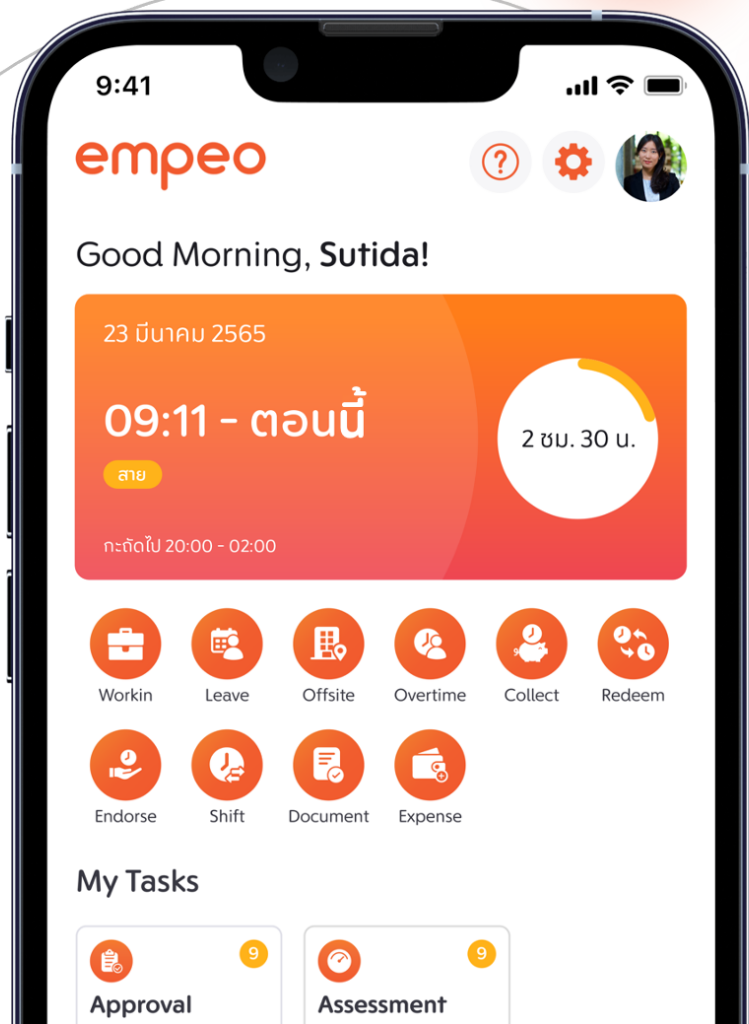 9:41
empeo
Good Morning, Sutida!
23 มีนาคม 2565
09:11 - ตอนนี้
2 ชม. 30 น.
สาย
กะถัดไป 20:00 - 02:00
Workin Leave Offsite Overtime Collect Redeem
Endorse Shift Document Expense
My Tasks
9 9
Approval Assessment